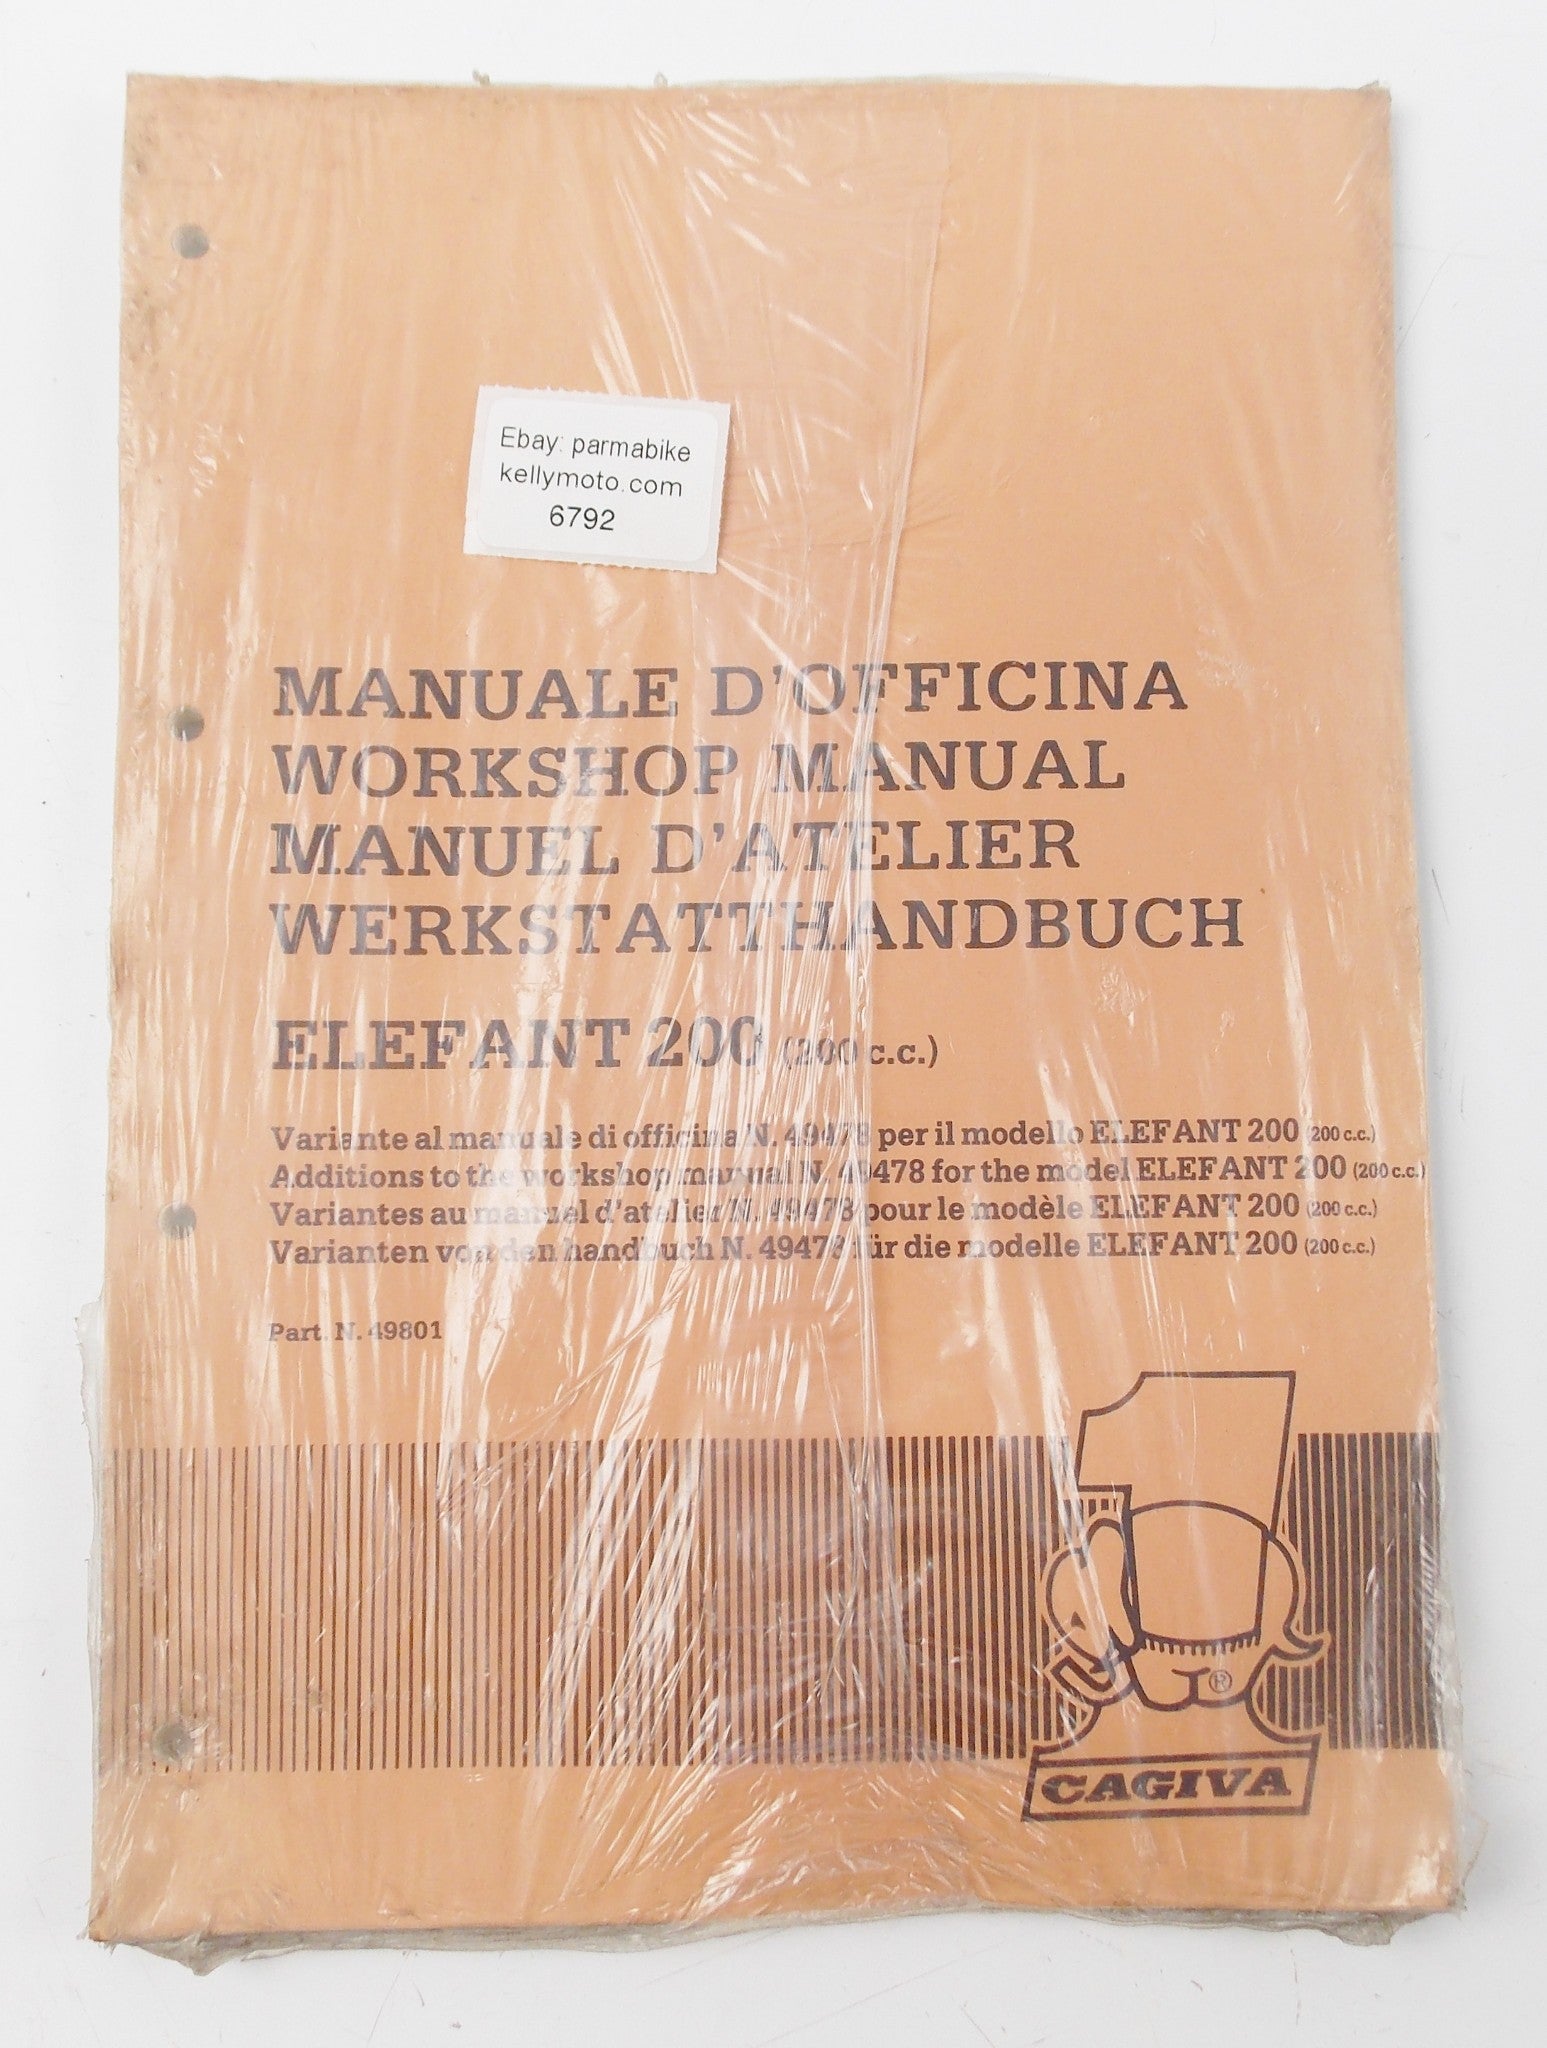 Ebay: parmabike
kellymoto.com
6792
MANUALE D'OFFICINA
WORKSHOP MANUAL
MANUEL D'ATELIER
WERKSTATTHANDBUCH
ELEFANT 200 (200 c.c.)
Variante al manuale di officina N. 49478 per il modello ELEFANT 200 (200 c.c.)
Additions to the workshop manual N. 49478 for the model ELEFANT 200 (200 c.c.)
Variantes au manuel d'atelier N. 49478 pour le modèle ELEFANT 200 (200 c.c.)
Varianten von den handbuch N. 49478 für die modelle ELEFANT 200 (200 c.c.)
Part. N. 49801
®
CAGIVA